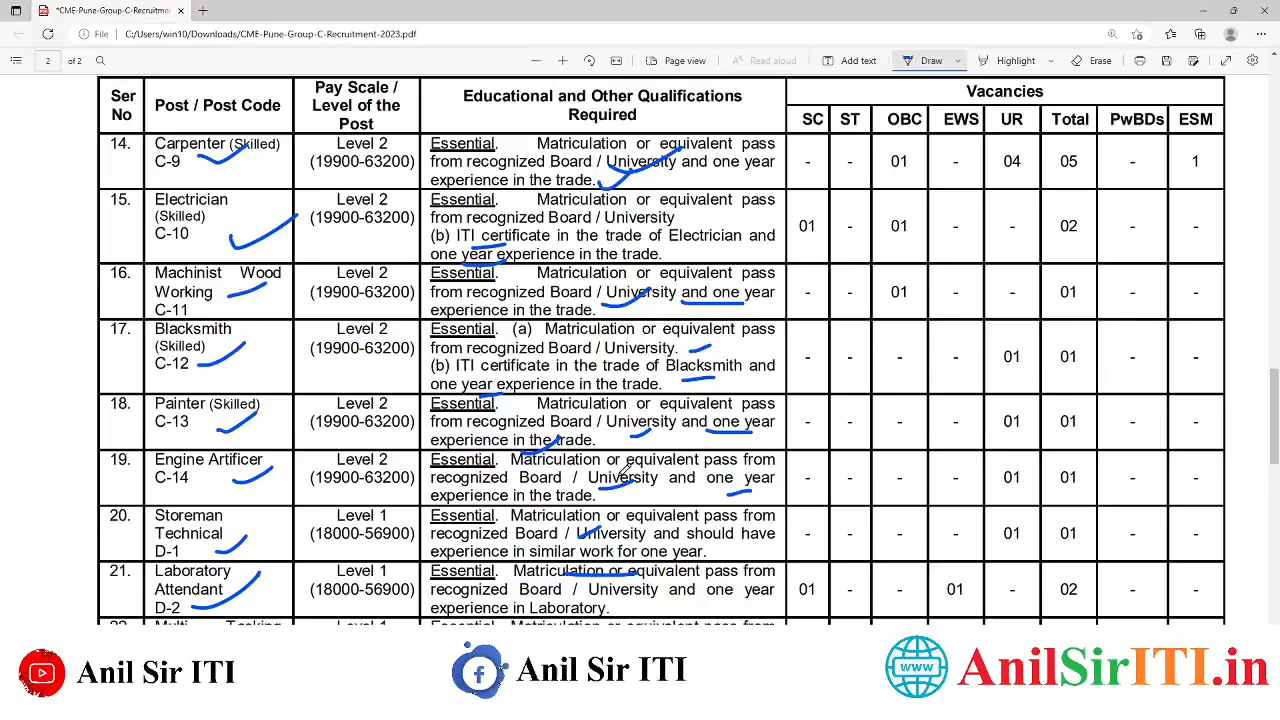 *CME-Pune-Group-C-Recruitment
File C:/Users/win10/Downloads/CME-Pune-Group-C-Recruitment-2023.pdf
2 of 2 Page view Read aloud Add text Draw Highlight Erase
Ser No Post / Post Code Pay Scale / Level of the Post Educational and Other Qualifications Required Vacancies
SC ST OBC EWS UR Total PwBDs ESM
14. Carpenter (Skilled) Level 2 Essential. Matriculation or equivalent pass
C-9 (19900-63200) from recognized Board / University and one year - - 01 - 04 05 - 1
experience in the trade.
15. Electrician Level 2 Essential. Matriculation or equivalent pass
(Skilled) (19900-63200) from recognized Board / University
C-10 (b) ITI certificate in the trade of Electrician and 01 - 01 - - 02 - -
one year experience in the trade.
16. Machinist Wood Level 2 Essential. Matriculation or equivalent pass
Working (19900-63200) from recognized Board / University and one year - - 01 - - 01 - -
C-11 experience in the trade.
17. Blacksmith Level 2 Essential. (a) Matriculation or equivalent pass
(Skilled) (19900-63200) from recognized Board / University. - - - - 01 01 - -
C-12 (b) ITI certificate in the trade of Blacksmith and
one year experience in the trade.
18. Painter (Skilled) Level 2 Essential. Matriculation or equivalent pass
C-13 (19900-63200) from recognized Board / University and one year - - - - 01 01 - -
experience in the trade.
19. Engine Artificer Level 2 Essential. Matriculation or equivalent pass from
C-14 (19900-63200) recognized Board / University and one year - - - - 01 01 - -
experience in the trade.
20. Storeman Level 1 Essential. Matriculation or equivalent pass from
Technical (18000-56900) recognized Board / University and should have - - - - 01 01 - -
D-1 experience in similar work for one year.
21. Laboratory Level 1 Essential. Matriculation or equivalent pass from
Attendant (18000-56900) recognized Board / University and one year 01 - - 01 - 02 - -
D-2 experience in Laboratory.
Anil Sir ITI Anil Sir ITI www AnilSirITI.in